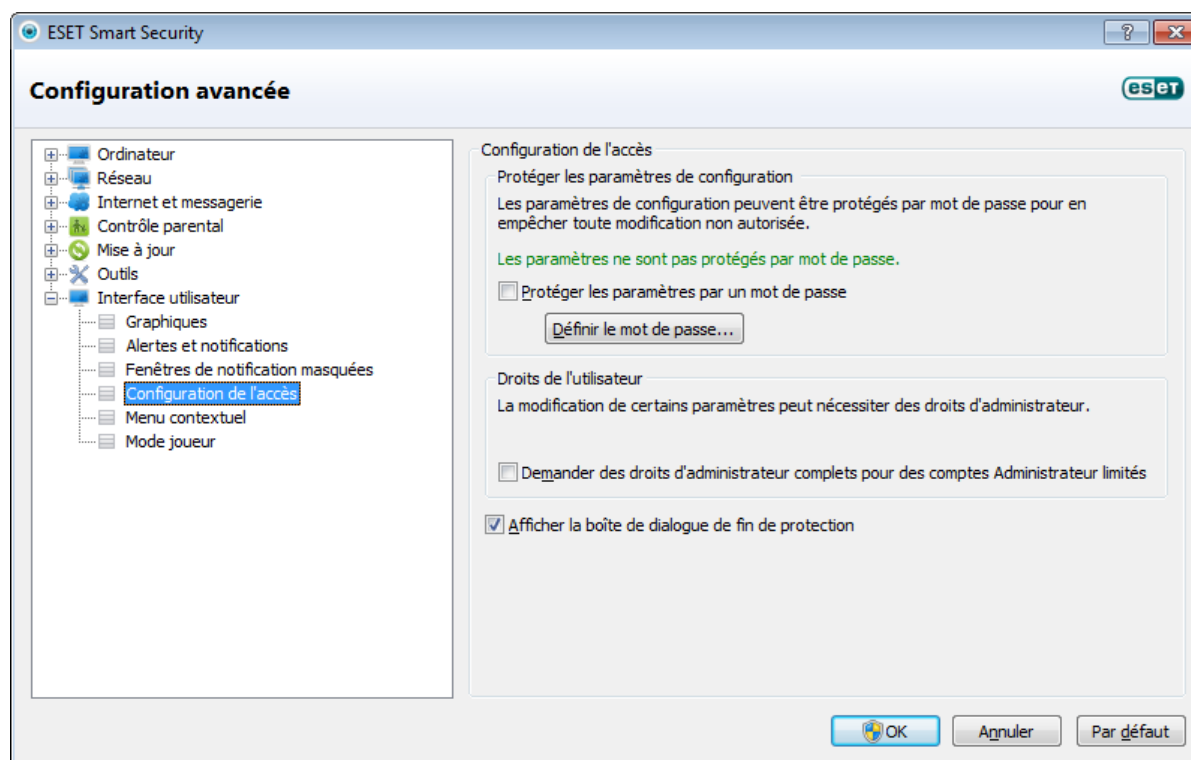 ESET Smart Security
Configuration avancée
eseT
Ordinateur
Réseau
Internet et messagerie
Contrôle parental
Mise à jour
Outils
Interface utilisateur
Graphiques
Alertes et notifications
Fenêtres de notification masquées
Configuration de l'accès
Menu contextuel
Mode joueur
Configuration de l'accès
Protéger les paramètres de configuration
Les paramètres de configuration peuvent être protégés par mot de passe pour en
empêcher toute modification non autorisée.
Les paramètres ne sont pas protégés par mot de passe.
Protéger les paramètres par un mot de passe
Définir le mot de passe...
Droits de l'utilisateur
La modification de certains paramètres peut nécessiter des droits d'administrateur.
Demander des droits d'administrateur complets pour des comptes Administrateur limités
Afficher la boîte de dialogue de fin de protection
OK
Annuler
Par défaut